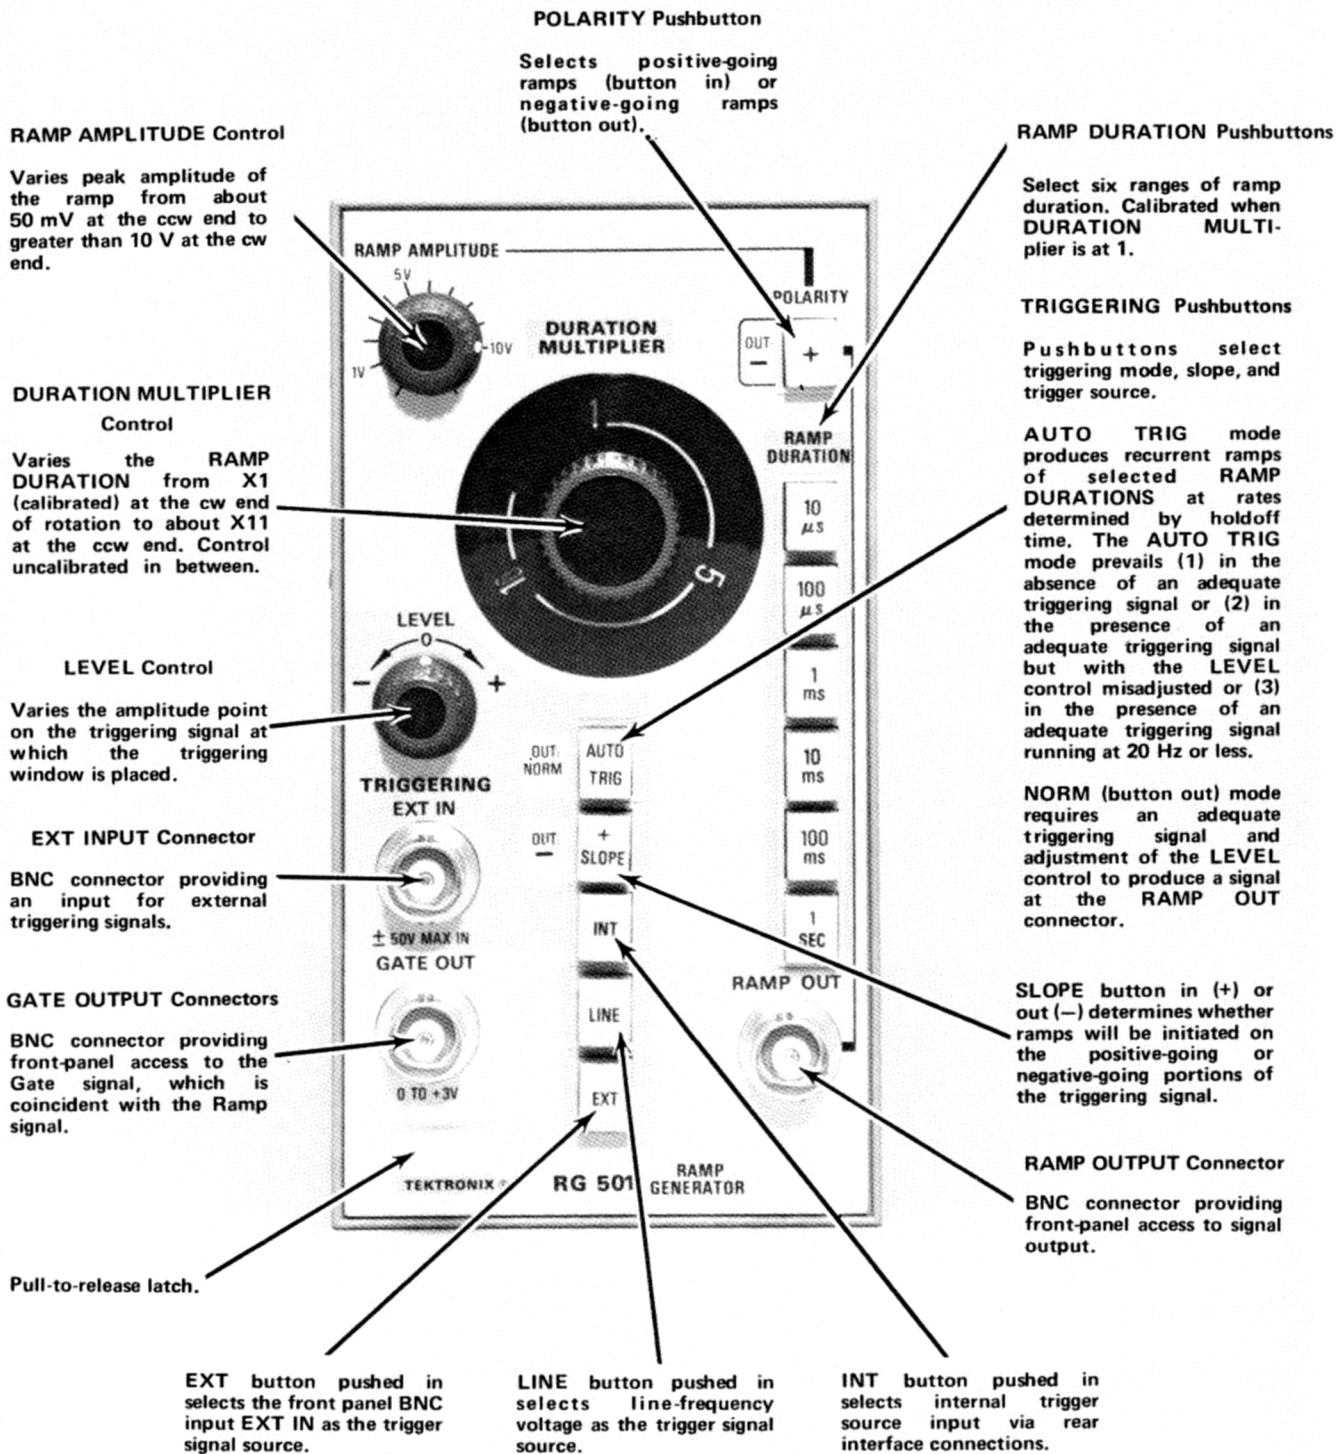 POLARITY Pushbutton
Selects positive-going
ramps (button in) or
negative-going ramps
(button out).
RAMP AMPLITUDE Control
Varies peak amplitude of
the ramp from about
50 mV at the ccw end to
greater than 10 V at the cw
end.
DURATION MULTIPLIER
Control
Varies the RAMP
DURATION from X1
(calibrated) at the cw end
of rotation to about X11
at the ccw end. Control
uncalibrated in between.
LEVEL Control
Varies the amplitude point
on the triggering signal at
which the triggering
window is placed.
EXT INPUT Connector
BNC connector providing
an input for external
triggering signals.
GATE OUTPUT Connectors
BNC connector providing
front-panel access to the
Gate signal, which is
coincident with the Ramp
signal.
Pull-to-release latch.
RAMP AMPLITUDE
5V
10V
1V
POLARITY
OUT
−
+
DURATION
MULTIPLIER
1
5
11
RAMP
DURATION
10
μs
100
μs
1
ms
10
ms
100
ms
1
SEC
LEVEL
0
− +
TRIGGERING
EXT IN
± 50V MAX IN
GATE OUT
0 TO +3V
OUT:
NORM
AUTO
TRIG
OUT
−
+
SLOPE
INT
LINE
EXT
RAMP OUT
TEKTRONIX®
RG 501
RAMP
GENERATOR
RAMP DURATION Pushbuttons
Select six ranges of ramp
duration. Calibrated when
DURATION MULTI-
plier is at 1.
TRIGGERING Pushbuttons
Pushbuttons select
triggering mode, slope, and
trigger source.
AUTO TRIG mode
produces recurrent ramps
of selected RAMP
DURATIONS at rates
determined by holdoff
time. The AUTO TRIG
mode prevails (1) in the
absence of an adequate
triggering signal or (2) in
the presence of an
adequate triggering signal
but with the LEVEL
control misadjusted or (3)
in the presence of an
adequate triggering signal
running at 20 Hz or less.
NORM (button out) mode
requires an adequate
triggering signal and
adjustment of the LEVEL
control to produce a signal
at the RAMP OUT
connector.
SLOPE button in (+) or
out (—) determines whether
ramps will be initiated on
the positive-going or
negative-going portions of
the triggering signal.
RAMP OUTPUT Connector
BNC connector providing
front-panel access to signal
output.
EXT button pushed in
selects the front panel BNC
input EXT IN as the trigger
signal source.
LINE button pushed in
selects line-frequency
voltage as the trigger signal
source.
INT button pushed in
selects internal trigger
source input via rear
interface connections.